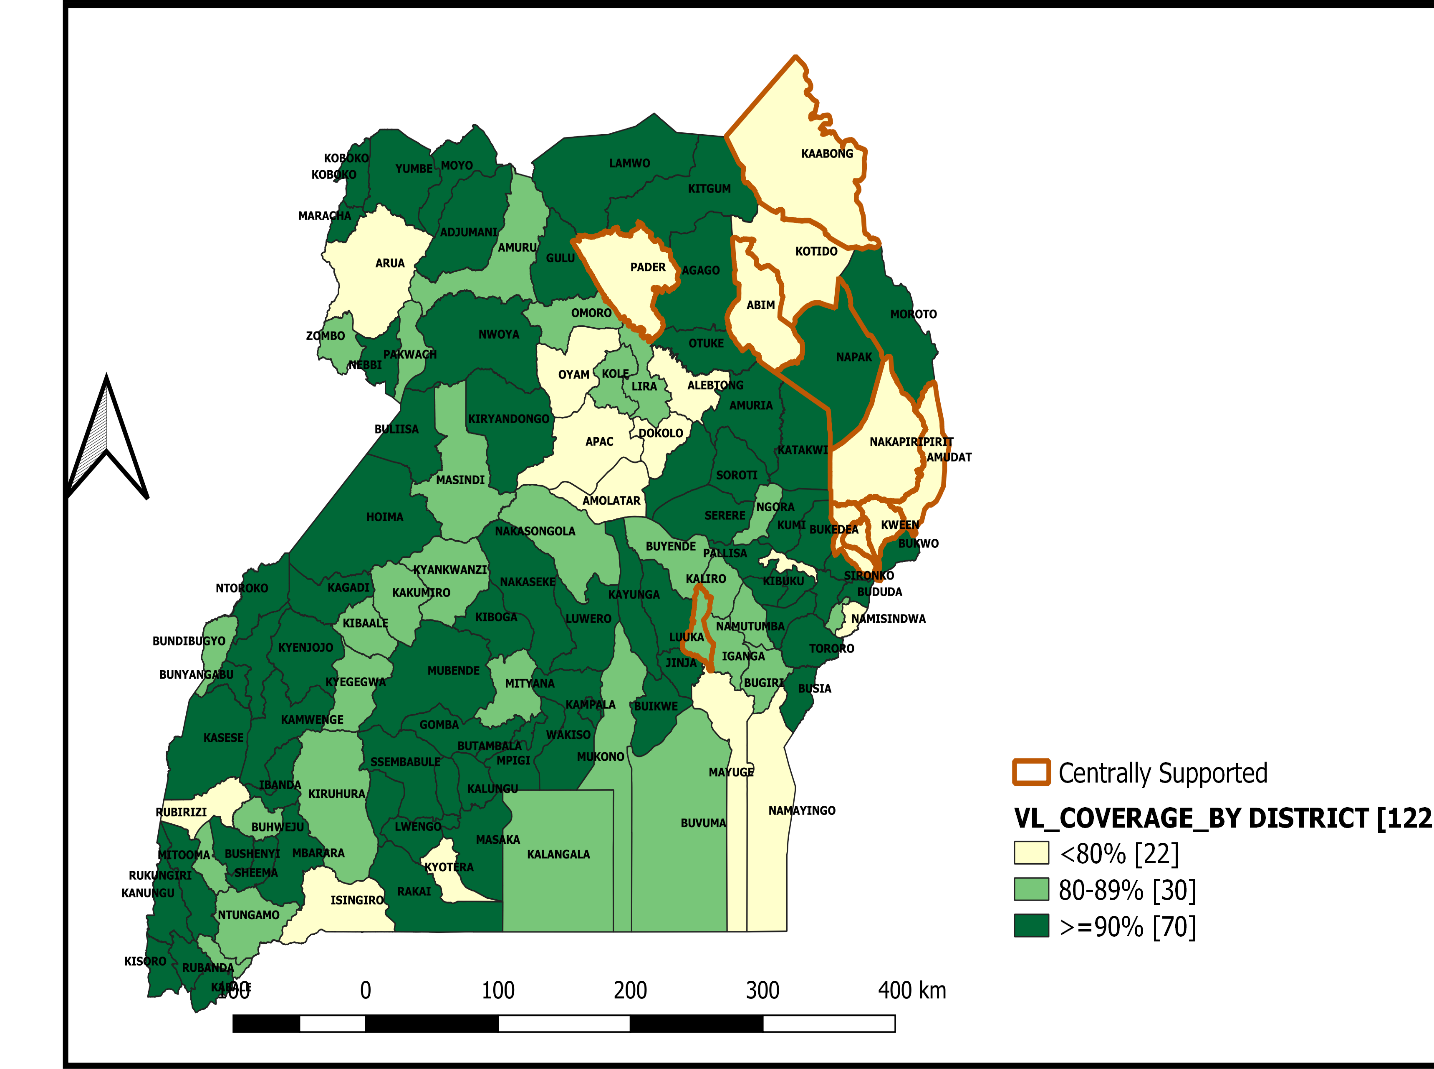 KAABONG
KOBOKO
KOBOKO
YUMBE
MOYO
LAMWO
KITGUM
MARACHA
ADJUMANI
AMURU
GULU
KOTIDO
ARUA
PADER
AGAGO
ABIM
OMORO
MOROTO
ZOMBO
NWOYA
OTUKE
NEBBI
PAKWACH
NAPAK
OYAM
KOLE
LIRA
ALEBTONG
AMURIA
BULIISA
KIRYANDONGO
APAC
DOKOLO
NAKAPIRIPIRIT
KATAKWI
AMUDAT
MASINDI
SOROTI
AMOLATAR
HOIMA
SERERE
NGORA
KUMI
BUKEDEA
KWEEN
NAKASONGOLA
BUKWO
BUYENDE
PALLISA
KYANKWANZI
SIRONKO
NTOROKO
KAGADI
KAKUMIRO
NAKASEKE
KALIRO
KIBUKU
BUDUDA
KAYUNGA
KIBAALE
KIBOGA
LUWERO
NAMISINDWA
NAMUTUMBA
BUNDIBUGYO
KYENJOJO
LUUKA
TORORO
BUNYANGABU
MUBENDE
JINJA
IGANGA
KYEGEGWA
MITYANA
BUGIRI
BUSIA
KAMWENGE
KAMPALA
BUIKWE
KASESE
GOMBA
WAKISO
BUTAMBALA
SSEMBABULE
MPIGI
MUKONO
MAYUGE
IBANDA
KIRUHURA
KALUNGU
RUBIRIZI
NAMAYINGO
BUHWEJU
LWENGO
BUVUMA
MITOOMA
BUSHENYI
MBARARA
MASAKA
KALANGALA
RUKUNGIRI
SHEEMA
KYOTERA
KANUNGU
ISINGIRO
RAKAI
NTUNGAMO
KISORO
RUBANDA
KABALE
100 0 100 200 300 400 km
Centrally Supported
VL_COVERAGE_BY DISTRICT [122
<80% [22]
80-89% [30]
>=90% [70]